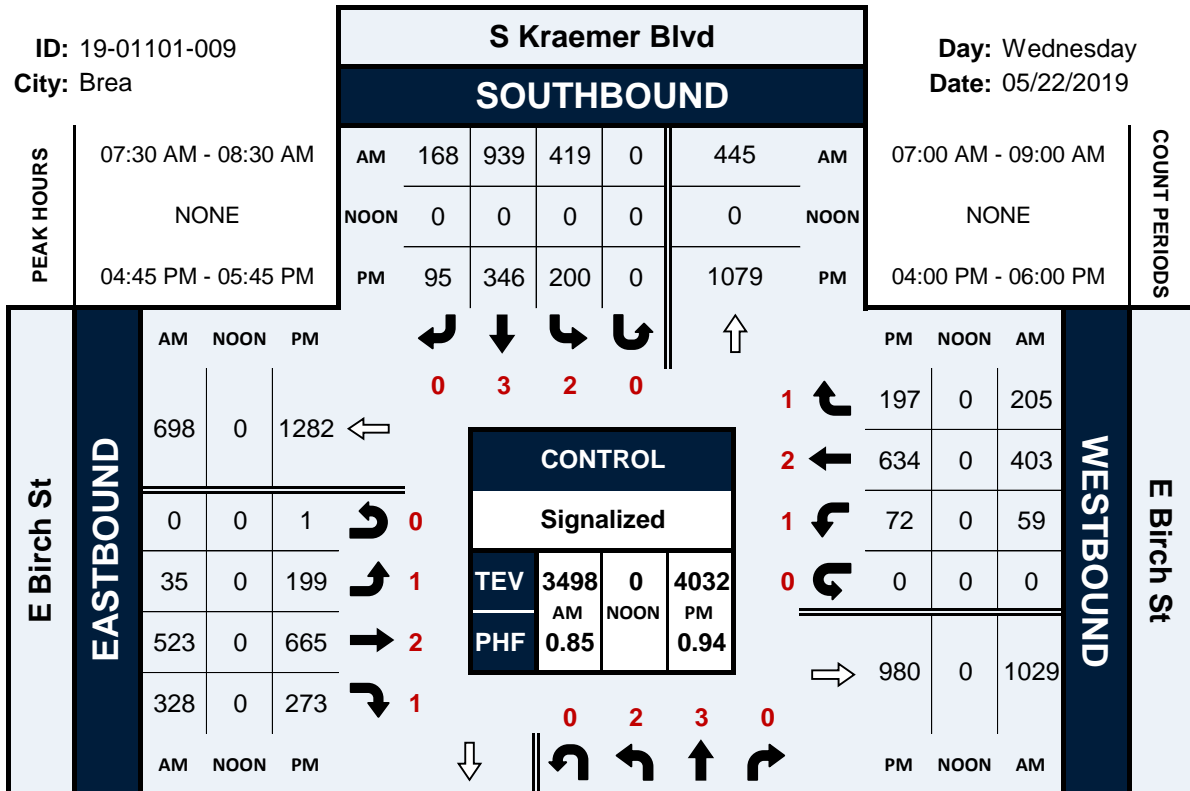 S Kraemer Blvd
ID: 19-01101-009
City: Brea
Day: Wednesday
Date: 05/22/2019
SOUTHBOUND
PEAK HOURS
07:30 AM - 08:30 AM
NONE
04:45 PM - 05:45 PM
AM 168 939 419 0 445 AM
NOON 0 0 0 0 0 NOON
PM 95 346 200 0 1079 PM
07:00 AM - 09:00 AM
NONE
04:00 PM - 06:00 PM
COUNT PERIODS
0 3 2 0
E Birch St
EASTBOUND
AM NOON PM
698 0 1282
0 0 1 0
35 0 199 1
523 0 665 2
328 0 273 1
AM NOON PM
CONTROL
Signalized
TEV 3498 0 4032
AM NOON PM
PHF 0.85 0.94
PM NOON AM
1 197 0 205
2 634 0 403
1 72 0 59
0 0 0 0
980 0 1029
PM NOON AM
WESTBOUND
E Birch St
0 2 3 0